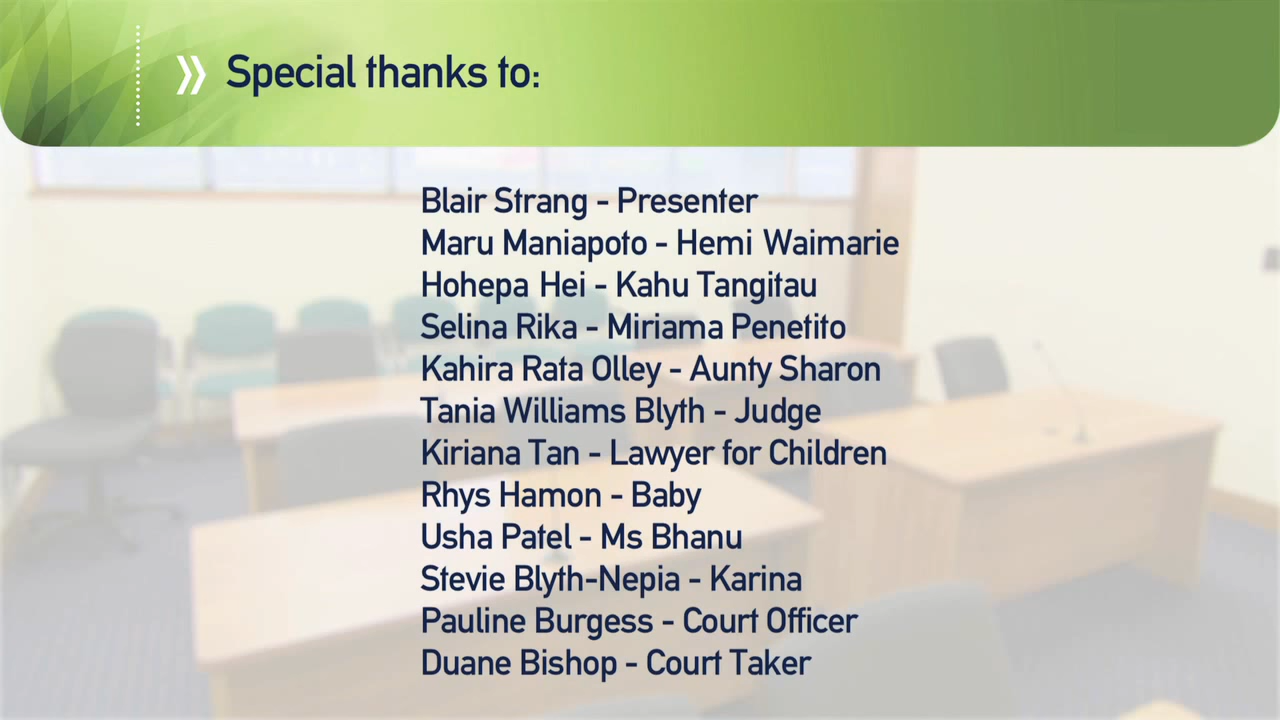 Special thanks to:
Blair Strang - Presenter
Maru Maniapoto - Hemi Waimarie
Hohepa Hei - Kahu Tangitau
Selina Rika - Miriama Penetito
Kahira Rata Olley - Aunty Sharon
Tania Williams Blyth - Judge
Kiriana Tan - Lawyer for Children
Rhys Hamon - Baby
Usha Patel - Ms Bhanu
Stevie Blyth-Nepia - Karina
Pauline Burgess - Court Officer
Duane Bishop - Court Taker